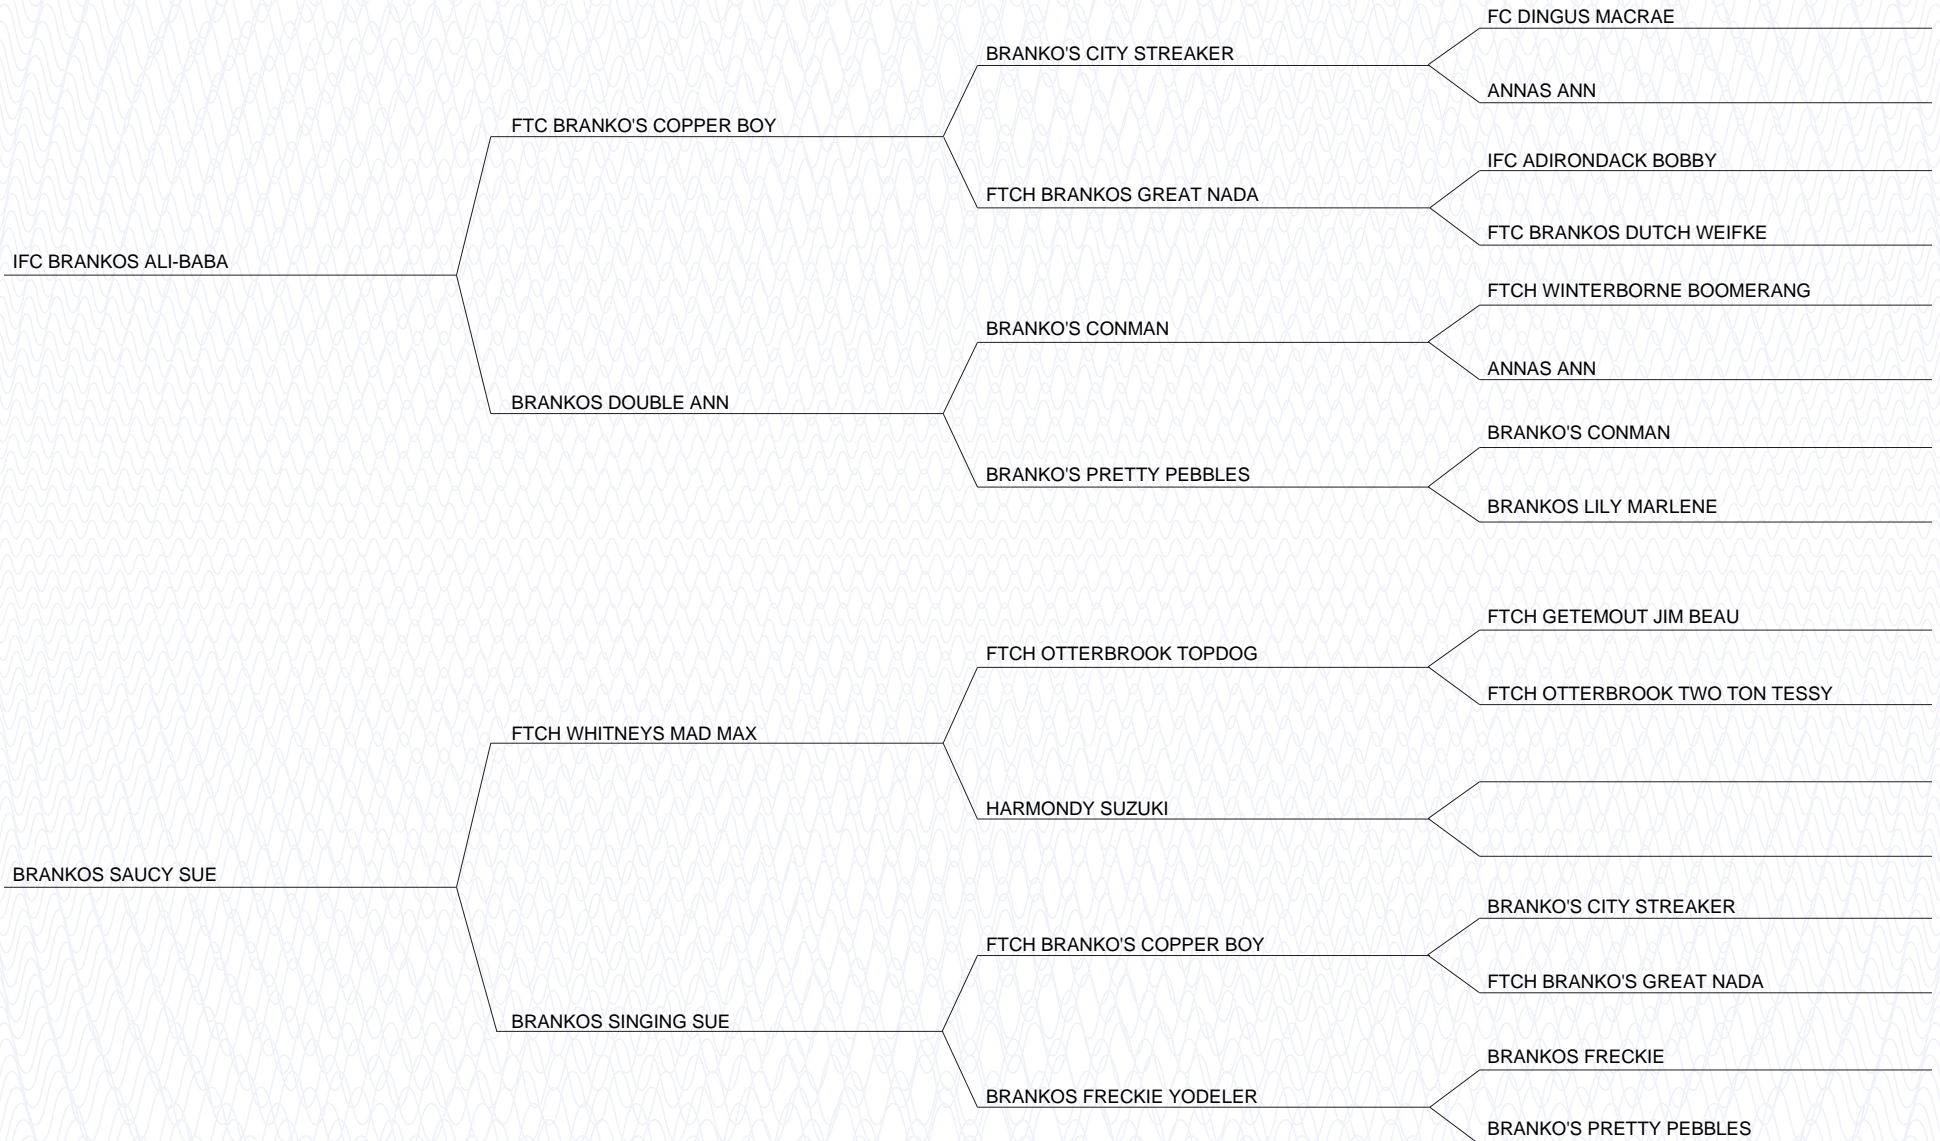 FC DINGUS MACRAE
BRANKO'S CITY STREAKER
ANNAS ANN
FTC BRANKO'S COPPER BOY
IFC ADIRONDACK BOBBY
FTCH BRANKOS GREAT NADA
FTC BRANKOS DUTCH WEIFKE
IFC BRANKOS ALI-BABA
FTCH WINTERBORNE BOOMERANG
BRANKO'S CONMAN
ANNAS ANN
BRANKOS DOUBLE ANN
BRANKO'S CONMAN
BRANKO'S PRETTY PEBBLES
BRANKOS LILY MARLENE
FTCH GETEMOUT JIM BEAU
FTCH OTTERBROOK TOPDOG
FTCH OTTERBROOK TWO TON TESSY
FTCH WHITNEYS MAD MAX
HARMONDY SUZUKI
BRANKOS SAUCY SUE
BRANKO'S CITY STREAKER
FTCH BRANKO'S COPPER BOY
FTCH BRANKO'S GREAT NADA
BRANKOS SINGING SUE
BRANKOS FRECKIE
BRANKOS FRECKIE YODELER
BRANKO'S PRETTY PEBBLES